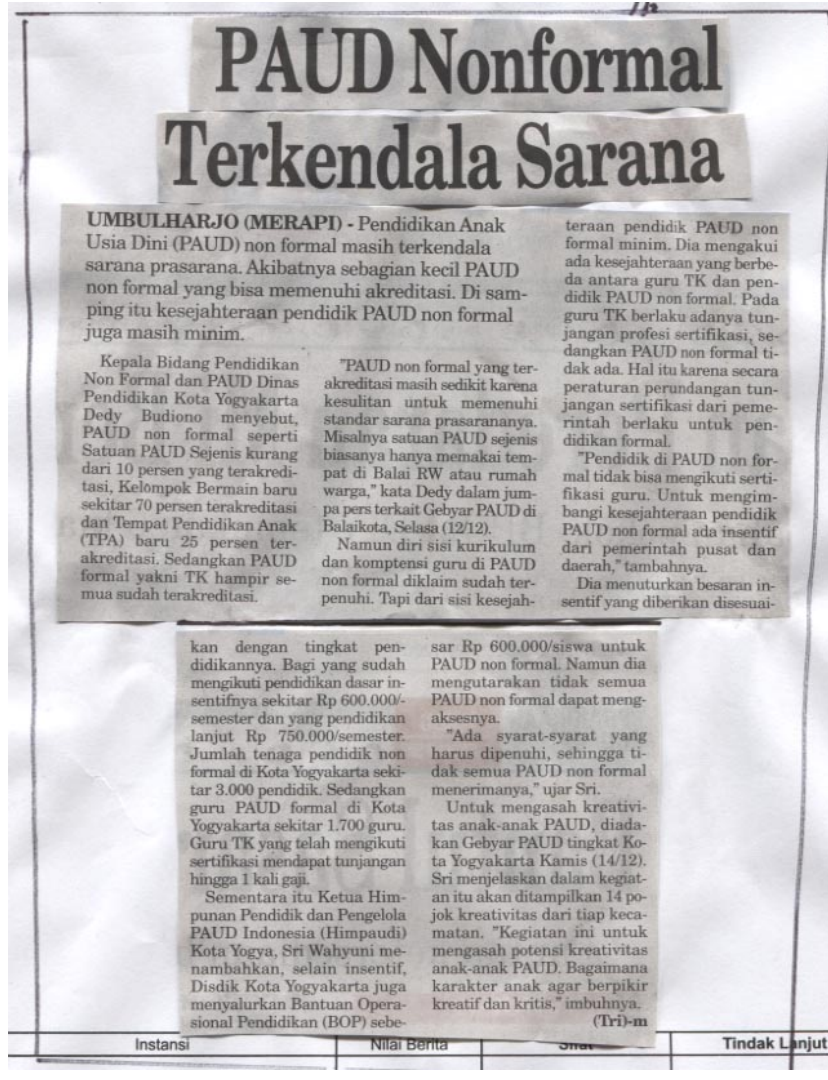 PAUD Nonformal
Terkendala Sarana
UMBULHARJO (MERAPI) - Pendidikan Anak
Usia Dini (PAUD) non formal masih terkendala
sarana prasarana. Akibatnya sebagian kecil PAUD
non formal yang bisa memenuhi akreditasi. Di sam-
ping itu kesejahteraan pendidik PAUD non formal
juga masih minim.
Kepala Bidang Pendidikan
Non Formal dan PAUD Dinas
Pendidikan Kota Yogyakarta
Dedy Budiono menyebut,
PAUD non formal seperti
Satuan PAUD Sejenis kurang
dari 10 persen yang terakredi-
tasi, Kelompok Bermain baru
sekitar 70 persen terakreditasi
dan Tempat Pendidikan Anak
(TPA) baru 25 persen ter-
akreditasi. Sedangkan PAUD
formal yakni TK hampir se-
mua sudah terakreditasi.
"PAUD non formal yang ter-
akreditasi masih sedikit karena
kesulitan untuk memenuhi
standar sarana prasarananya.
Misalnya satuan PAUD sejenis
biasanya hanya memakai tem-
pat di Balai RW atau rumah
warga," kata Dedy dalam jum-
pa pers terkait Gebyar PAUD di
Balaikota, Selasa (12/12).
Namun diri sisi kurikulum
dan komptensi guru di PAUD
non formal diklaim sudah ter-
penuhi. Tapi dari sisi kesejah-
teraan pendidik PAUD non
formal minim. Dia mengakui
ada kesejahteraan yang berbe-
da antara guru TK dan pen-
didik PAUD non formal. Pada
guru TK berlaku adanya tun-
jangan profesi sertifikasi, se-
dangkan PAUD non formal ti-
dak ada. Hal itu karena secara
peraturan perundangan tun-
jangan sertifikasi dari peme-
rintah berlaku untuk pen-
didikan formal.
"Pendidik di PAUD non for-
mal tidak bisa mengikuti serti-
fikasi guru. Untuk mengim-
bangi kesejahteraan pendidik
PAUD non formal ada insentif
dari pemerintah pusat dan
daerah," tambahnya.
Dia menuturkan besaran in-
sentif yang diberikan disesuai-
kan dengan tingkat pen-
didikannya. Bagi yang sudah
mengikuti pendidikan dasar in-
sentifnya sekitar Rp 600.000/-
semester dan yang pendidikan
lanjut Rp 750.000/semester.
Jumlah tenaga pendidik non
formal di Kota Yogyakarta seki-
tar 3.000 pendidik. Sedangkan
guru PAUD formal di Kota
Yogyakarta sekitar 1.700 guru.
Guru TK yang telah mengikuti
sertifikasi mendapat tunjangan
hingga 1 kali gaji.
Sementara itu Ketua Him-
punan Pendidik dan Pengelola
PAUD Indonesia (Himpaudi)
Kota Yogya, Sri Wahyuni me-
nambahkan, selain insentif,
Disdik Kota Yogyakarta juga
menyalurkan Bantuan Opera-
sional Pendidikan (BOP) sebe-
sar Rp 600.000/siswa untuk
PAUD non formal. Namun dia
mengutarakan tidak semua
PAUD non formal dapat meng-
aksesnya.
"Ada syarat-syarat yang
harus dipenuhi, sehingga ti-
dak semua PAUD non formal
menerimanya," ujar Sri.
Untuk mengasah kreativi-
tas anak-anak PAUD, diada-
kan Gebyar PAUD tingkat Ko-
ta Yogyakarta Kamis (14/12).
Sri menjelaskan dalam kegiat-
an itu akan ditampilkan 14 po-
jok kreativitas dari tiap keca-
matan. "Kegiatan ini untuk
mengasah potensi kreativitas
anak-anak PAUD. Bagaimana
karakter anak agar berpikir
kreatif dan kritis," imbuhnya.
(Tri)-m
Instansi Nilai Berita Sifat Tindak Lanjut